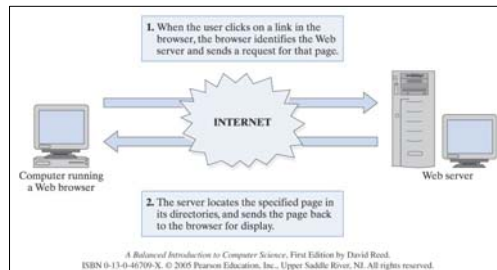 1. When the user clicks on a link in the
browser, the browser identifies the Web
server and sends a request for that page.
INTERNET
Computer running
a Web browser
Web server
2. The server locates the specified page in
its directories, and sends the page back
to the browser for display.
A Balanced Introduction to Computer Science, First Edition by David Reed.
ISBN 0-13-0-46709-X. © 2005 Pearson Education, Inc., Upper Saddle River, NJ. All rights reserved.